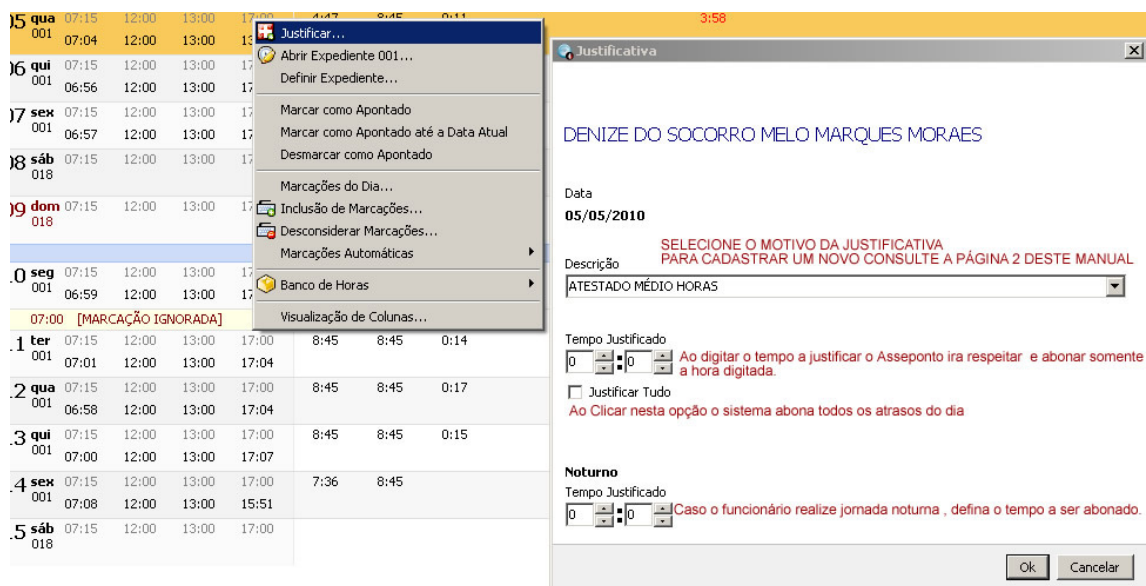 05 qua 07:15 12:00 13:00 17:00 4:47 8:45 0:11 3:58
001 07:04 12:00 13:00
06 qui 07:15 12:00 13:00
001 06:56 12:00 13:00
07 sex 07:15 12:00 13:00
001 06:57 12:00 13:00
08 sáb 07:15 12:00 13:00
018
09 dom 07:15 12:00 13:00
018
.0 seg 07:15 12:00 13:00
001 06:59 12:00 13:00
07:00 [MARCAÇÃO IGNORADA]
.1 ter 07:15 12:00 13:00 17:00 8:45 8:45 0:14
001 07:01 12:00 13:00 17:04
.2 qua 07:15 12:00 13:00 17:00 8:45 8:45 0:17
001 06:58 12:00 13:00 17:04
.3 qui 07:15 12:00 13:00 17:00 8:45 8:45 0:15
001 07:00 12:00 13:00 17:07
.4 sex 07:15 12:00 13:00 17:00 7:36 8:45
001 07:08 12:00 13:00 15:51
.5 sáb 07:15 12:00 13:00 17:00
018
Justificar...
Abrir Expediente 001...
Definir Expediente...
Marcar como Apontado
Marcar como Apontado até a Data Atual
Desmarcar como Apontado
Marcações do Dia...
Inclusão de Marcações...
Desconsiderar Marcações...
Marcações Automáticas
Banco de Horas
Visualização de Colunas...
Justificativa
DENIZE DO SOCORRO MELO MARQUES MORAES
Data
05/05/2010
SELECIONE O MOTIVO DA JUSTIFICATIVA
Descrição PARA CADASTRAR UM NOVO CONSULTE A PÁGINA 2 DESTE MANUAL
ATESTADO MÉDIO HORAS
Tempo Justificado
0 : 0 Ao digitar o tempo a justificar o Asseponto ira respeitar e abonar somente
a hora digitada.
Justificar Tudo
Ao Clicar nesta opção o sistema abona todos os atrasos do dia
Noturno
Tempo Justificado
0 : 0 Caso o funcionário realize jornada noturna , defina o tempo a ser abonado.
Ok Cancelar